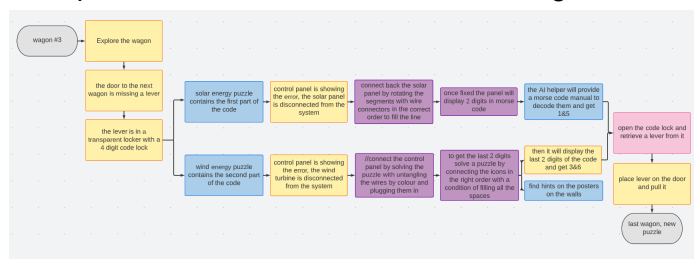 wagon #3
Explore the wagon
the door to the next
wagon is missing a lever
the lever is in a
transparent locker with a
4 digit code lock
solar energy puzzle
contains the first part of
the code
control panel is showing
the error, the solar panel
is disconnected from the
system
connect back the solar
panel by rotating the
segments with wire
connectors in the correct
order to fill the line
once fixed the panel will
display 2 digits in morse
code
the AI helper will provide
a morse code manual to
decode them and get
1&5
wind energy puzzle
contains the second part
of the code
control panel is showing
the error, the wind
turbine is disconnected
from the system
//connect the control
panel by solving the
puzzle with untangling
the wires by colour and
plugging them in
to get the last 2 digits
solve a puzzle by
connecting the icons in
the right order with a
condition of filling all the
spaces
then it will display the
last 2 digits of the code
and get 3&6
find hints on the posters
on the walls
open the code lock and
retrieve a lever from it
place lever on the door
and pull it
last wagon, new
puzzle